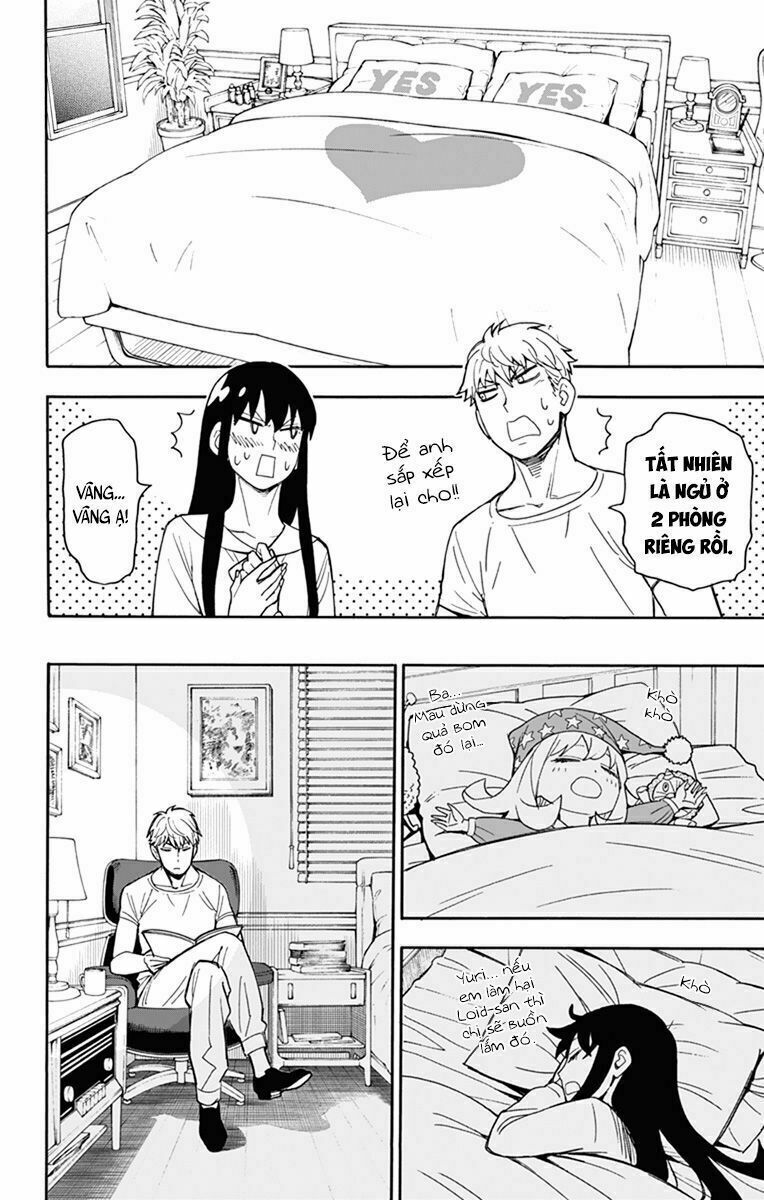 YES
YES
TẤT NHIÊN
LÀ NGỦ Ở
2 PHÒNG
RIÊNG RỒI.
Để anh
sắp xếp
lại cho!!
VÂNG...
VÂNG Ạ!
Khò
khò
Ba...
Mau dừng
quả BOM
đó lại...
Khò
Yuri... nếu
em làm hại
Loid-san thì
chị sẽ buồn
lắm đó.